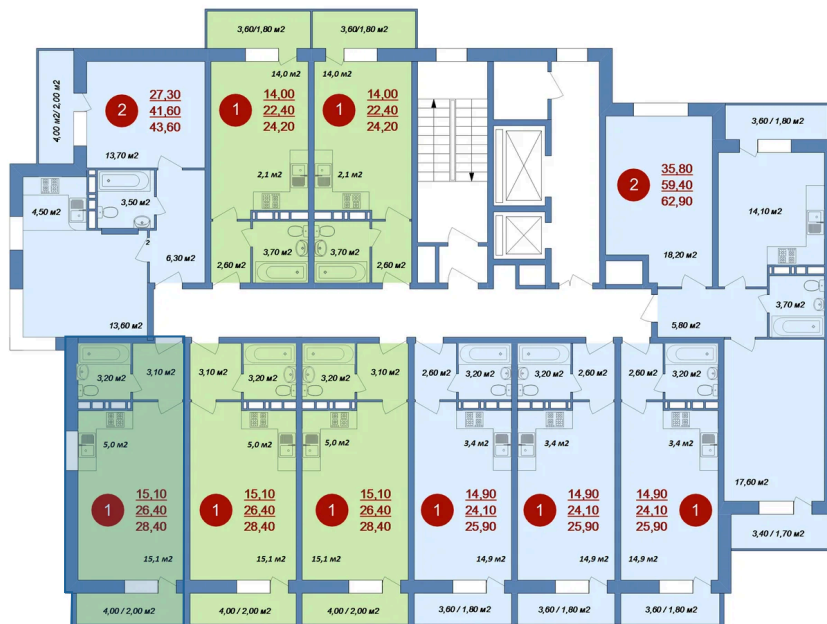 3,60/1,80 м2
3,60/1,80 м2
4,00 м2/ 2,00 м2
2
27,30
41,60
43,60
13,70 м2
14,0 м2
1
14,00
22,40
24,20
2,1 м2
14,0 м2
1
14,00
22,40
24,20
2,1 м2
3,60 / 1,80 м2
2
35,80
59,40
62,90
18,20 м2
14,10 м2
4,50 м2
3,50 м2
2
6,30 м2
13,60 м2
2,60 м2
3,70 м2
3,70 м2
2,60 м2
3,70 м2
5,80 м2
17,60 м2
3,40 / 1,70 м2
3,20 м2
3,10 м2
5,0 м2
1
15,10
26,40
28,40
15,1 м2
4,00 / 2,00 м2
3,10 м2
3,20 м2
5,0 м2
1
15,10
26,40
28,40
15,1 м2
4,00 / 2,00 м2
3,20 м2
3,10 м2
5,0 м2
1
15,10
26,40
28,40
15,1 м2
4,00 / 2,00 м2
2,60 м2
3,20 м2
3,4 м2
1
14,90
24,10
25,90
14,9 м2
3,60 / 1,80 м2
3,20 м2
2,60 м2
3,4 м2
1
14,90
24,10
25,90
14,9 м2
3,60 / 1,80 м2
2,60 м2
3,20 м2
3,4 м2
14,90
24,10
25,90
1
14,9 м2
3,60 / 1,80 м2